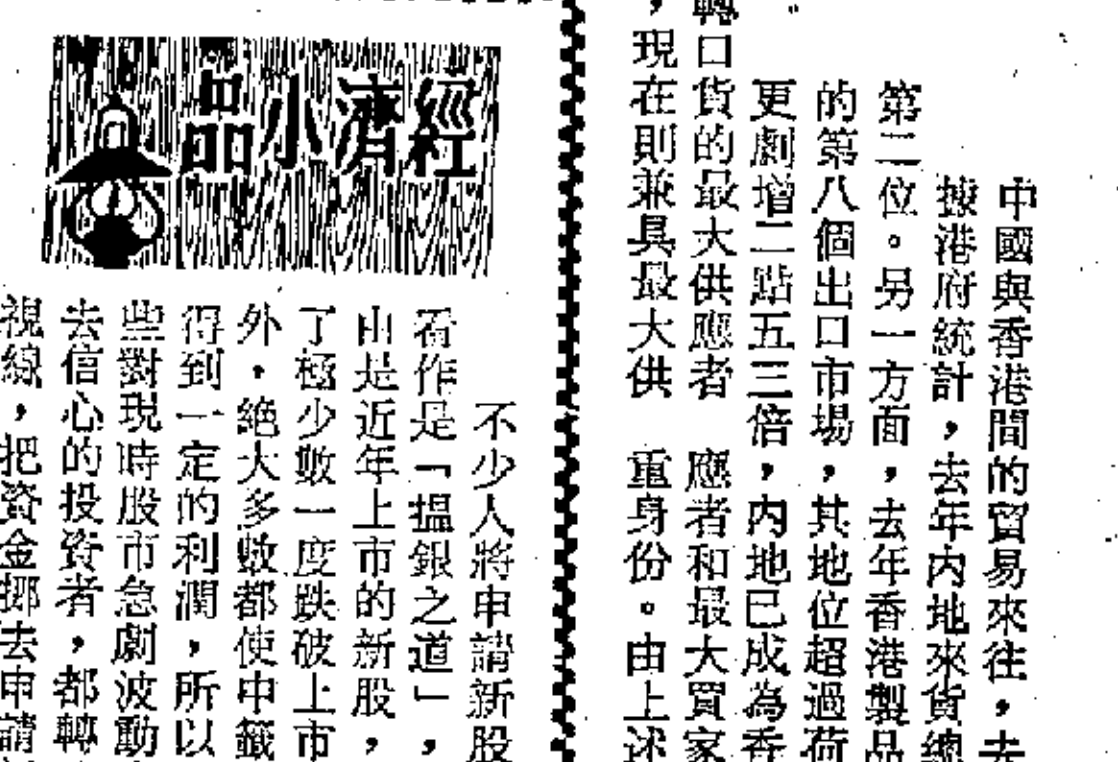 中國與香港間的貿易來往，去
據港府統計，去年內地來貨總
第二位。另一方面，去年香港製品
的第八個出口市場，其地位超過荷
更劇增二點五三倍，內地已成為香
轉口貨的最大供應者　應者和最大買家
，現在則兼具最大供　重身份。由上述
經濟小品
不少人將申請新股
看作是「搵銀之道」，
由是近年上市的新股，
了極少數一度跌破上市
外，絕大多數都使中籤
得到一定的利潤，所以
些對現時股市急劇波動
去信心的投資者，都轉
視線，把資金挪去申請